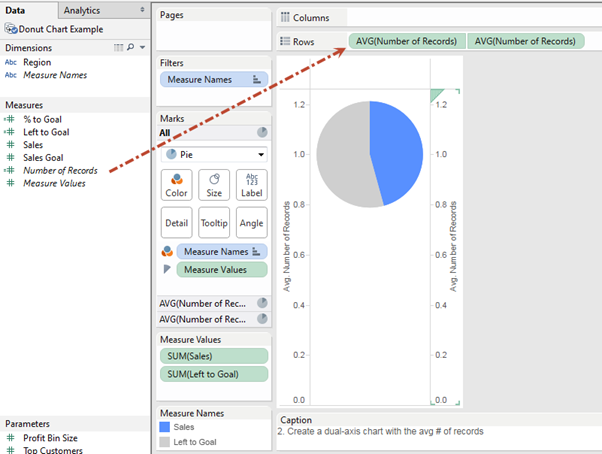 Data
Analytics
Donut Chart Example
Dimensions
Abc Region
Abc Measure Names
Measures
% to Goal
Left to Goal
Sales
Sales Goal
Number of Records
Measure Values
Parameters
Profit Bin Size
Top Customers
Pages
Filters
Measure Names
Marks
All
Pie
Color
Size
Abc
123
Label
Detail
Tooltip
Angle
Measure Names
Measure Values
AVG(Number of Rec...
AVG(Number of Rec...
Measure Values
SUM(Sales)
SUM(Left to Goal)
Measure Names
Sales
Left to Goal
Columns
Rows
AVG(Number of Records)
AVG(Number of Records)
1.2
1.0
0.8
0.6
0.4
0.2
0.0
Avg. Number of Records
1.2
1.0
0.8
0.6
0.4
0.2
0.0
Avg. Number of Records
Caption
2. Create a dual-axis chart with the avg # of records